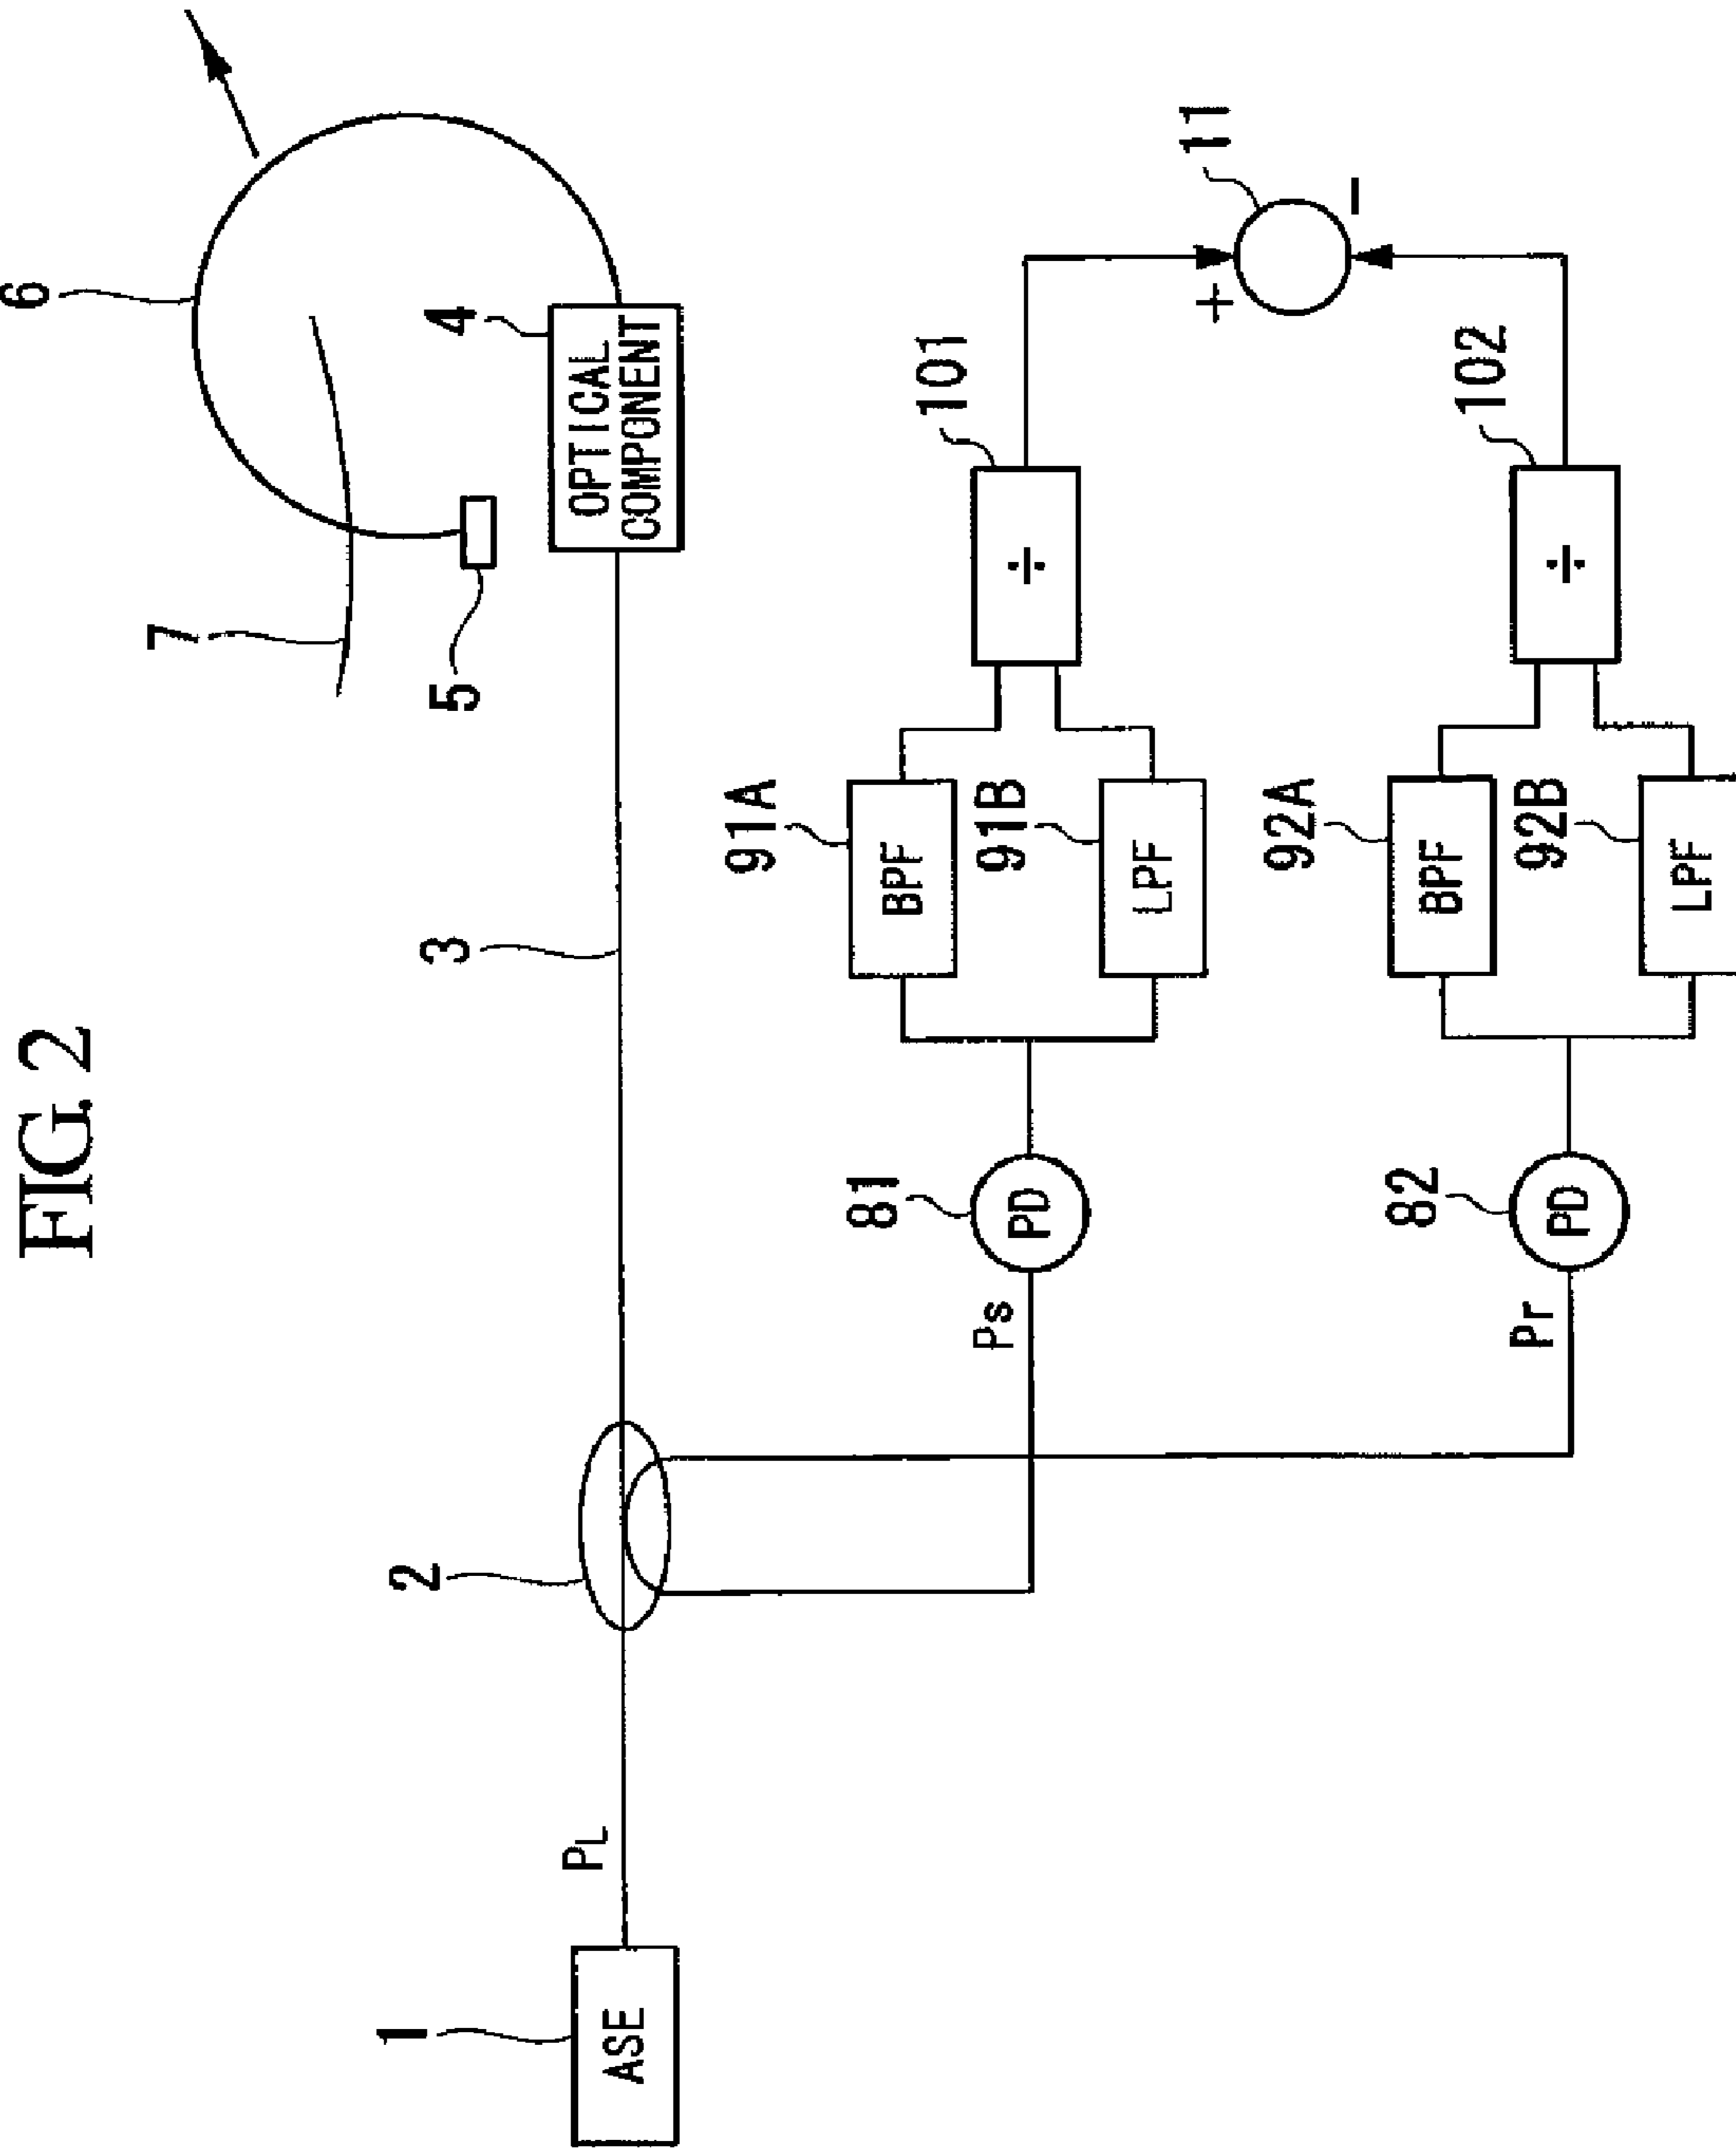 FIG. 2
6
7
5
4
OPTICAL
COMPONENT
3
2
1
ASE
PL
Ps
Pr
81
PD
91A
BPF
91B
LPF
101
÷
11
+
−
82
PD
92A
BPF
92B
LPF
102
÷